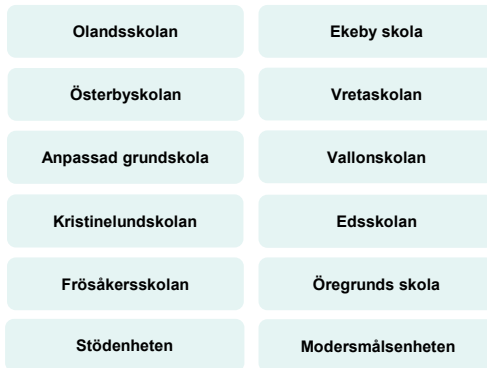 Olandsskolan
Ekeby skola
Österbyskolan
Vretaskolan
Anpassad grundskola
Vallonskolan
Kristinelundskolan
Edsskolan
Frösåkersskolan
Öregrunds skola
Stödenheten
Modersmålsenheten